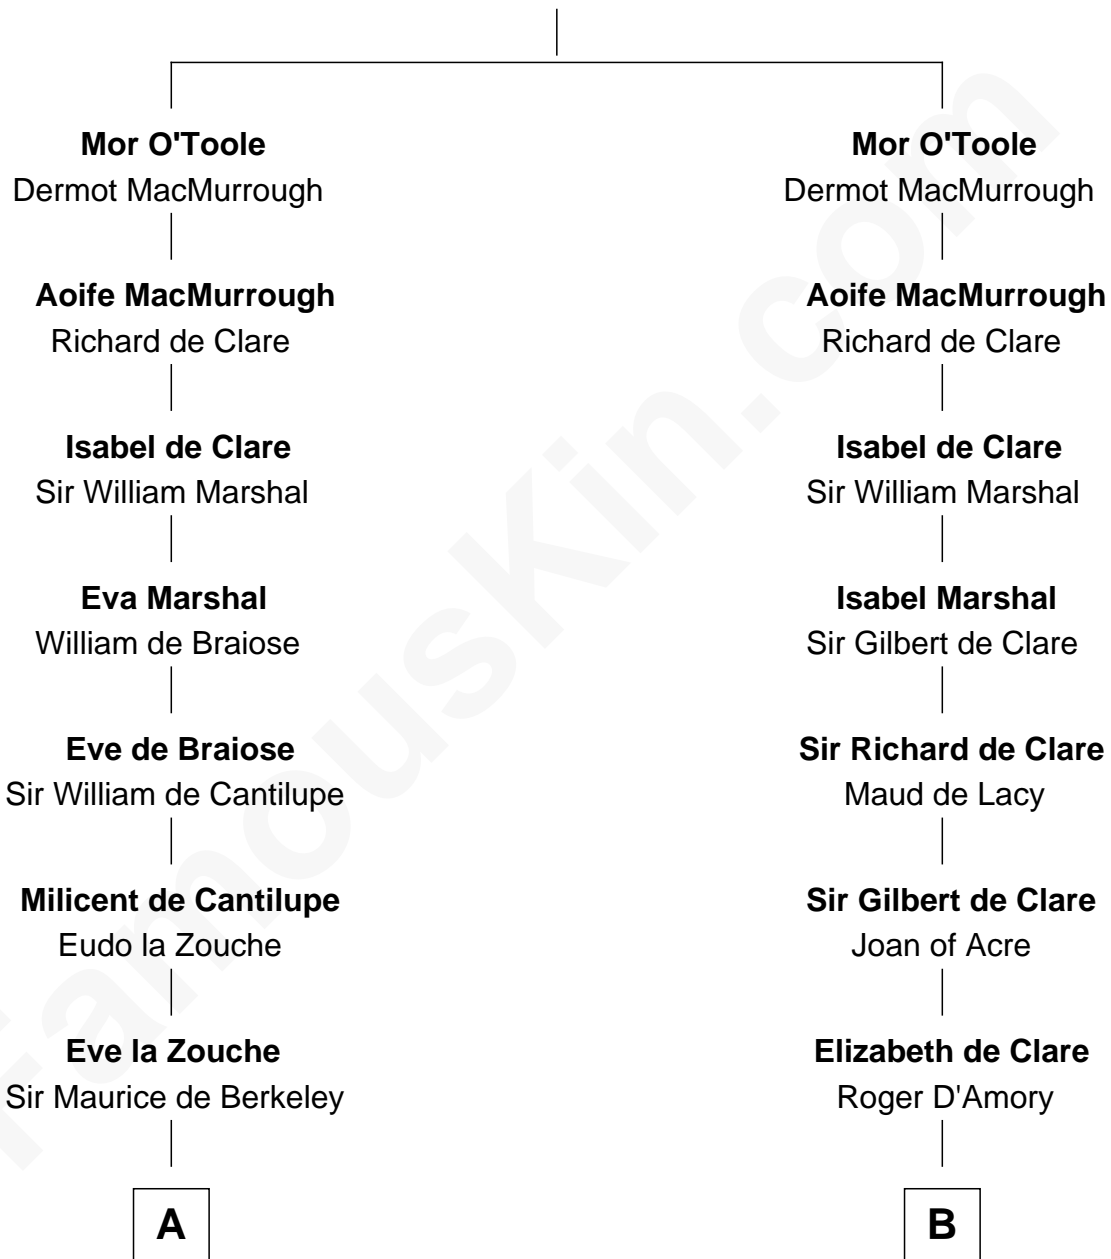 Mor O'Toole
Dermot MacMurrough
Aoife MacMurrough
Richard de Clare
Isabel de Clare
Sir William Marshal
Eva Marshal
William de Braiose
Eve de Braiose
Sir William de Cantilupe
Milicent de Cantilupe
Eudo la Zouche
Eve la Zouche
Sir Maurice de Berkeley
A
Mor O'Toole
Dermot MacMurrough
Aoife MacMurrough
Richard de Clare
Isabel de Clare
Sir William Marshal
Isabel Marshal
Sir Gilbert de Clare
Sir Richard de Clare
Maud de Lacy
Sir Gilbert de Clare
Joan of Acre
Elizabeth de Clare
Roger D'Amory
B
FamousKin.com